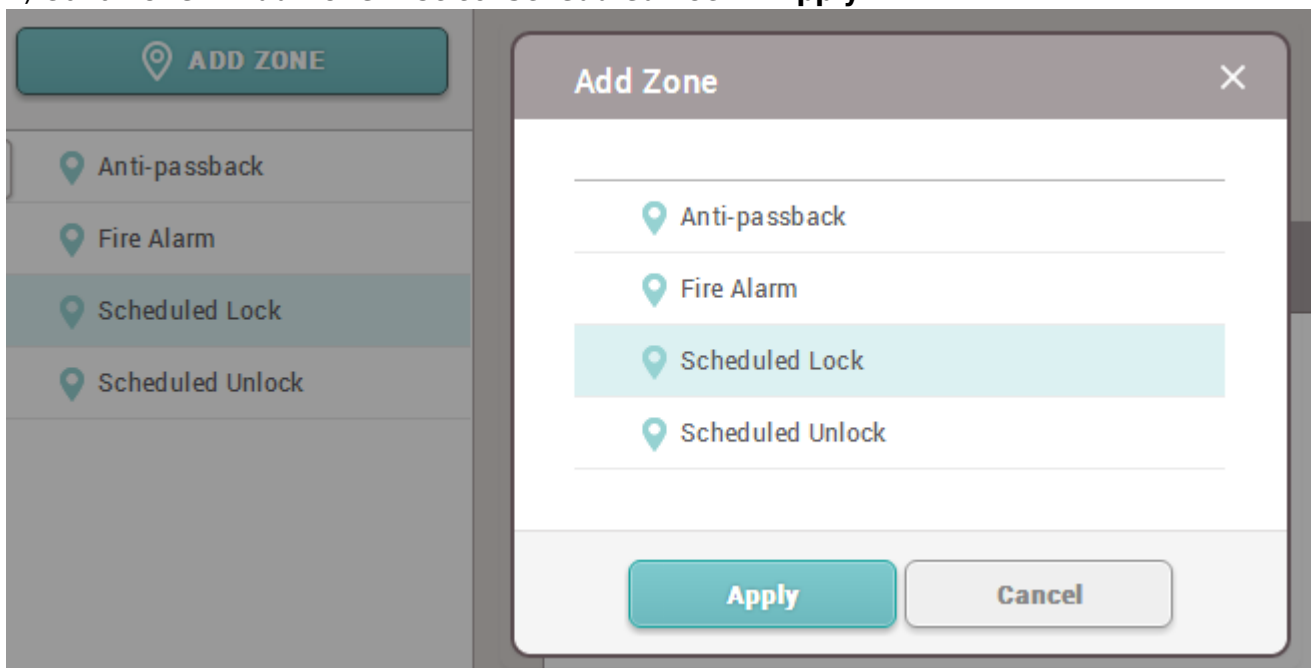 Apply
ADD ZONE
Anti-passback
Fire Alarm
Scheduled Lock
Scheduled Unlock
Add Zone
Anti-passback
Fire Alarm
Scheduled Lock
Scheduled Unlock
Apply
Cancel